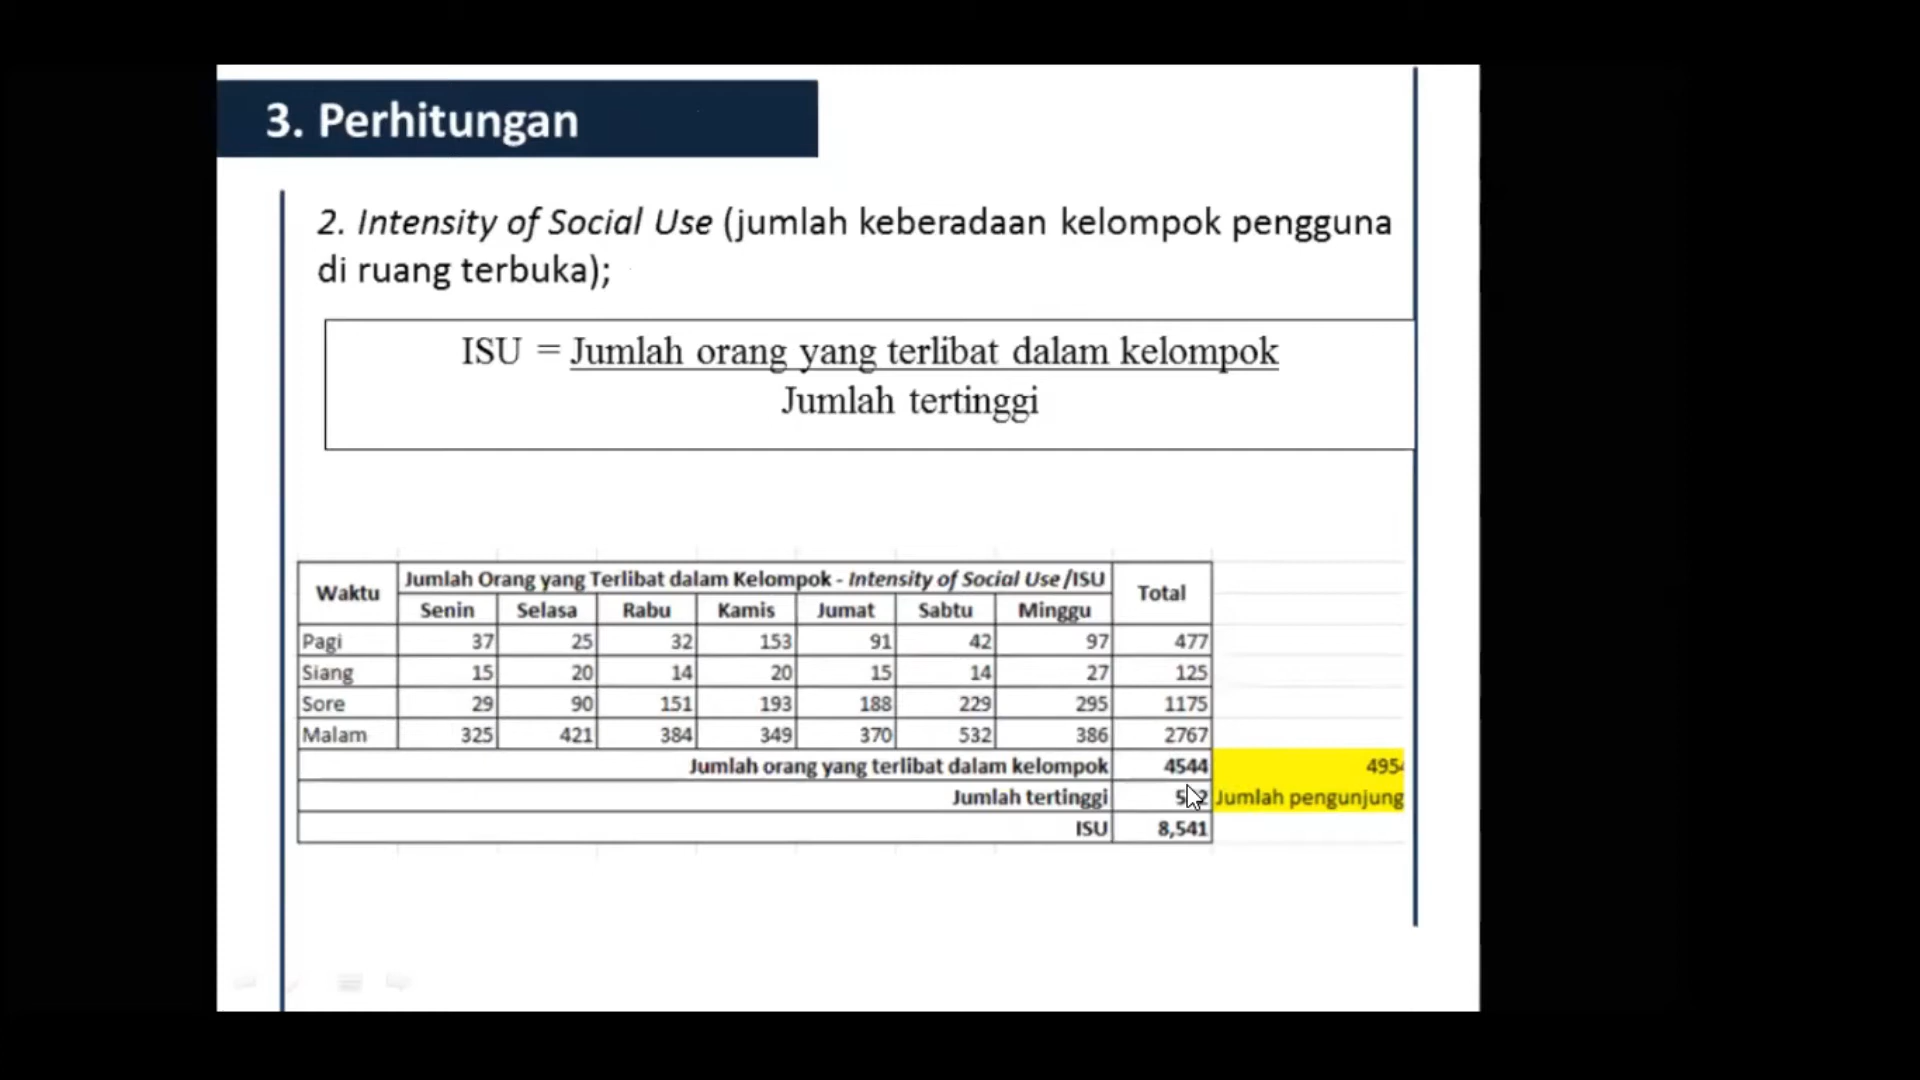 3. Perhitungan
2. Intensity of Social Use (jumlah keberadaan kelompok pengguna
di ruang terbuka);
ISU = Jumlah orang yang terlibat dalam kelompok
Jumlah tertinggi
Waktu Jumlah Orang yang Terlibat dalam Kelompok - Intensity of Social Use /ISU Total
Senin Selasa Rabu Kamis Jumat Sabtu Minggu
Pagi 37 25 32 153 91 42 97 477
Siang 15 20 14 20 15 14 27 125
Sore 29 90 151 193 188 229 295 1175
Malam 325 421 384 349 370 532 386 2767
Jumlah orang yang terlibat dalam kelompok 4544
Jumlah tertinggi Jumlah pengunjung
ISU 8,541